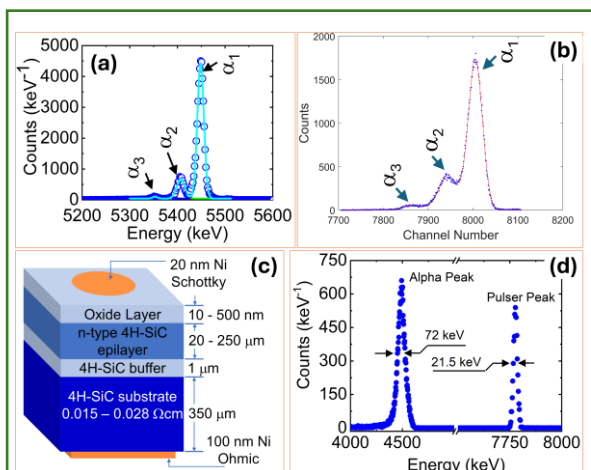 (a)
α1
α2
α3
5000
4000
3000
2000
1000
0
Counts (keV⁻¹)
5200 5300 5400 5500 5600
Energy (keV)
(b)
α1
α2
α3
2000
1500
1000
500
0
Counts
7700 7800 7900 8000 8100 8200
Channel Number
(c)
20 nm Ni
Schottky
Oxide Layer
10 - 500 nm
n-type 4H-SiC
epilayer
20 - 250 μm
4H-SiC buffer
1 μm
4H-SiC substrate
0.015 – 0.028 Ωcm
350 μm
100 nm Ni
Ohmic
(d)
Alpha Peak
Pulser Peak
72 keV
21.5 keV
750
600
450
300
150
0
Counts (keV⁻¹)
4000 4500 7750 8000
Energy (keV)